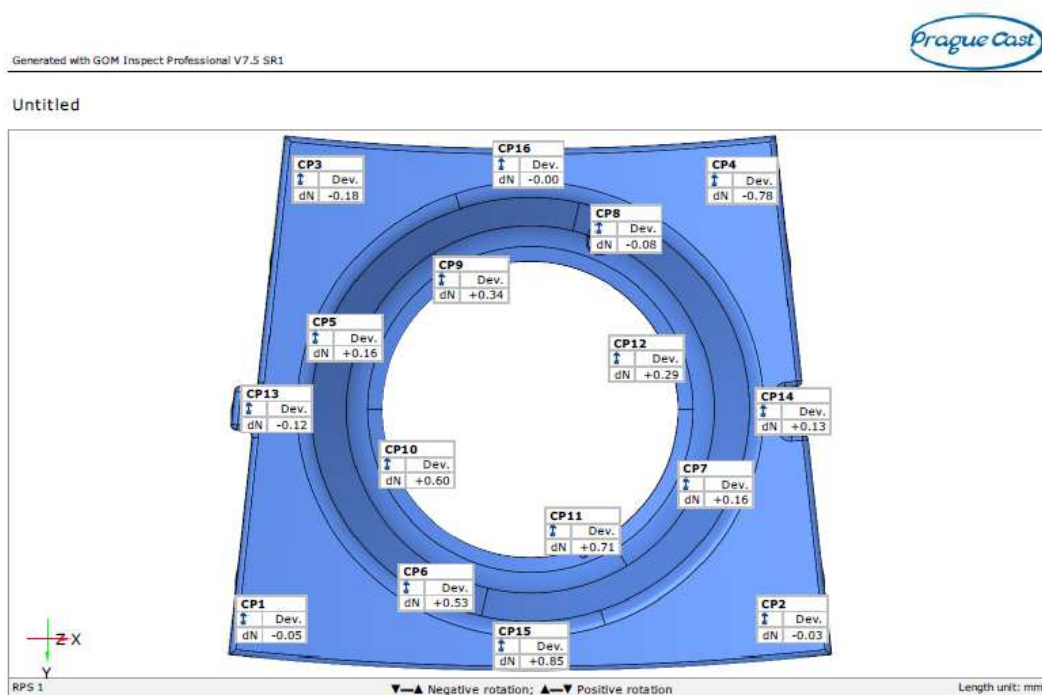 Prague Cast
Generated with GOM Inspect Professional V7.5 SR1
Untitled
CP16
Dev.
dN -0.00
CP3
Dev.
dN -0.18
CP4
Dev.
dN -0.78
CP8
Dev.
dN -0.08
CP9
Dev.
dN +0.34
CP5
Dev.
dN +0.16
CP12
Dev.
dN +0.29
CP13
Dev.
dN -0.12
CP14
Dev.
dN +0.13
CP10
Dev.
dN +0.60
CP7
Dev.
dN +0.16
CP11
Dev.
dN +0.71
CP6
Dev.
dN +0.53
CP1
Dev.
dN -0.05
CP2
Dev.
dN -0.03
CP15
Dev.
dN +0.85
Z X
Y
RPS 1
▼—▲ Negative rotation; ▲—▼ Positive rotation
Length unit: mm